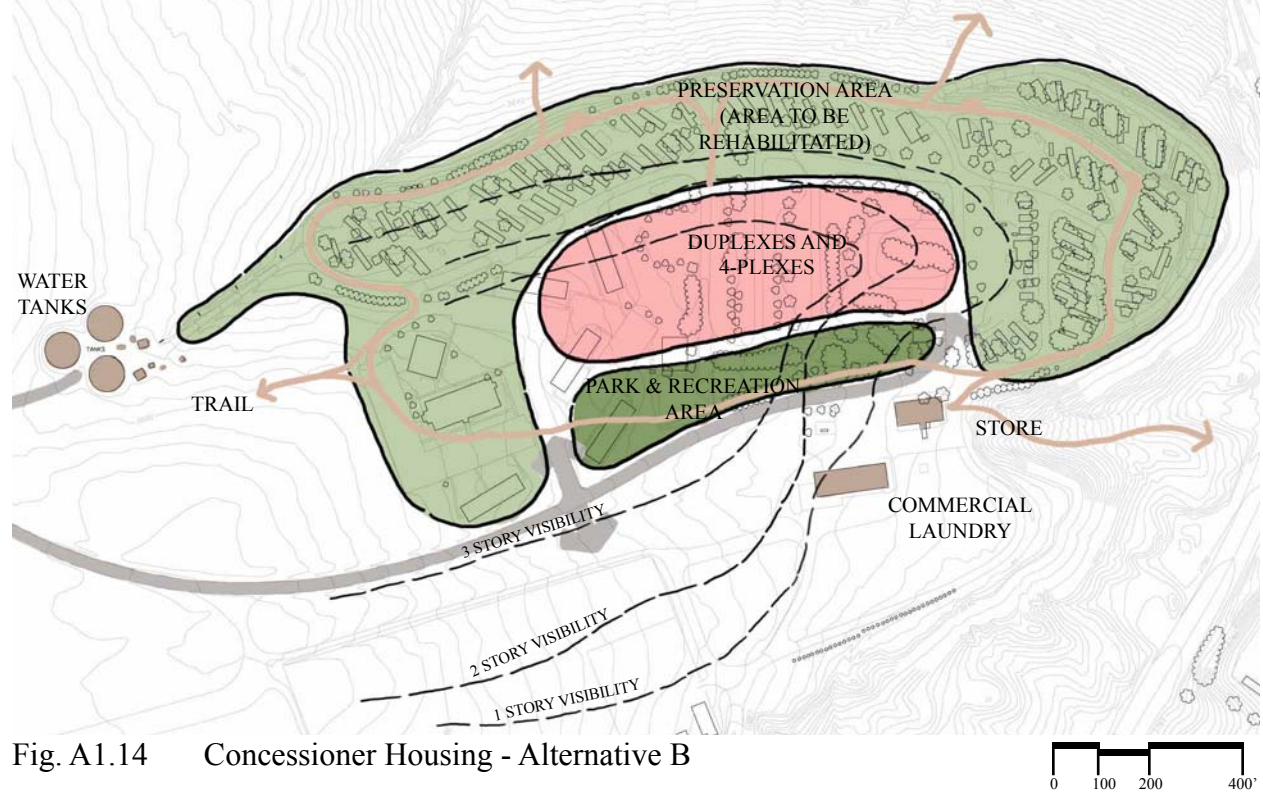 PRESERVATION AREA
(AREA TO BE
REHABILITATED)
DUPLEXES AND
4-PLEXES
WATER
TANKS
TANKS
TRAIL
PARK & RECREATION
AREA
STORE
COMMERCIAL
LAUNDRY
3 STORY VISIBILITY
2 STORY VISIBILITY
1 STORY VISIBILITY
Fig. A1.14 Concessioner Housing - Alternative B
0 100 200 400'